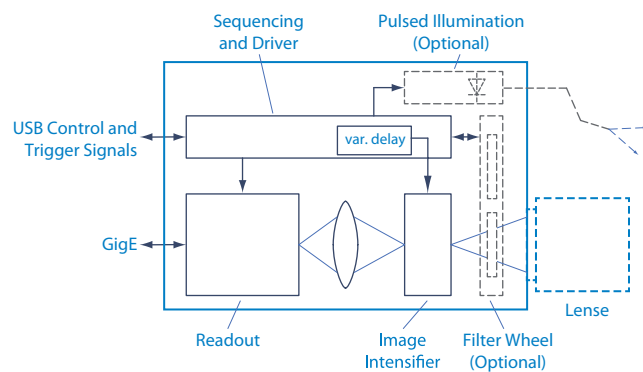 Sequencing
and Driver
Pulsed Illumination
(Optional)
USB Control and
Trigger Signals
var. delay
GigE
Lense
Readout
Image
Intensifier
Filter Wheel
(Optional)